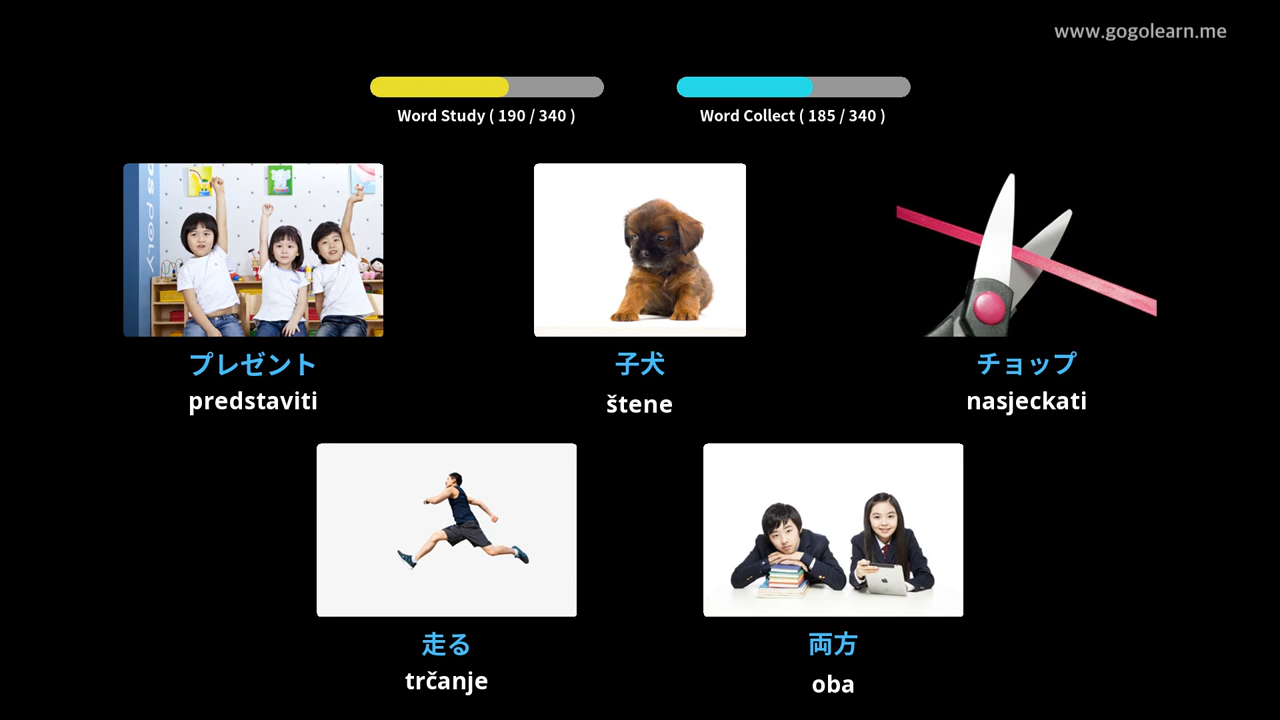 www.gogolearn.me
Word Study ( 190 / 340 )
Word Collect ( 185 / 340 )
プレゼント
predstaviti
子犬
štene
チョップ
nasjeckati
走る
trčanje
両方
oba